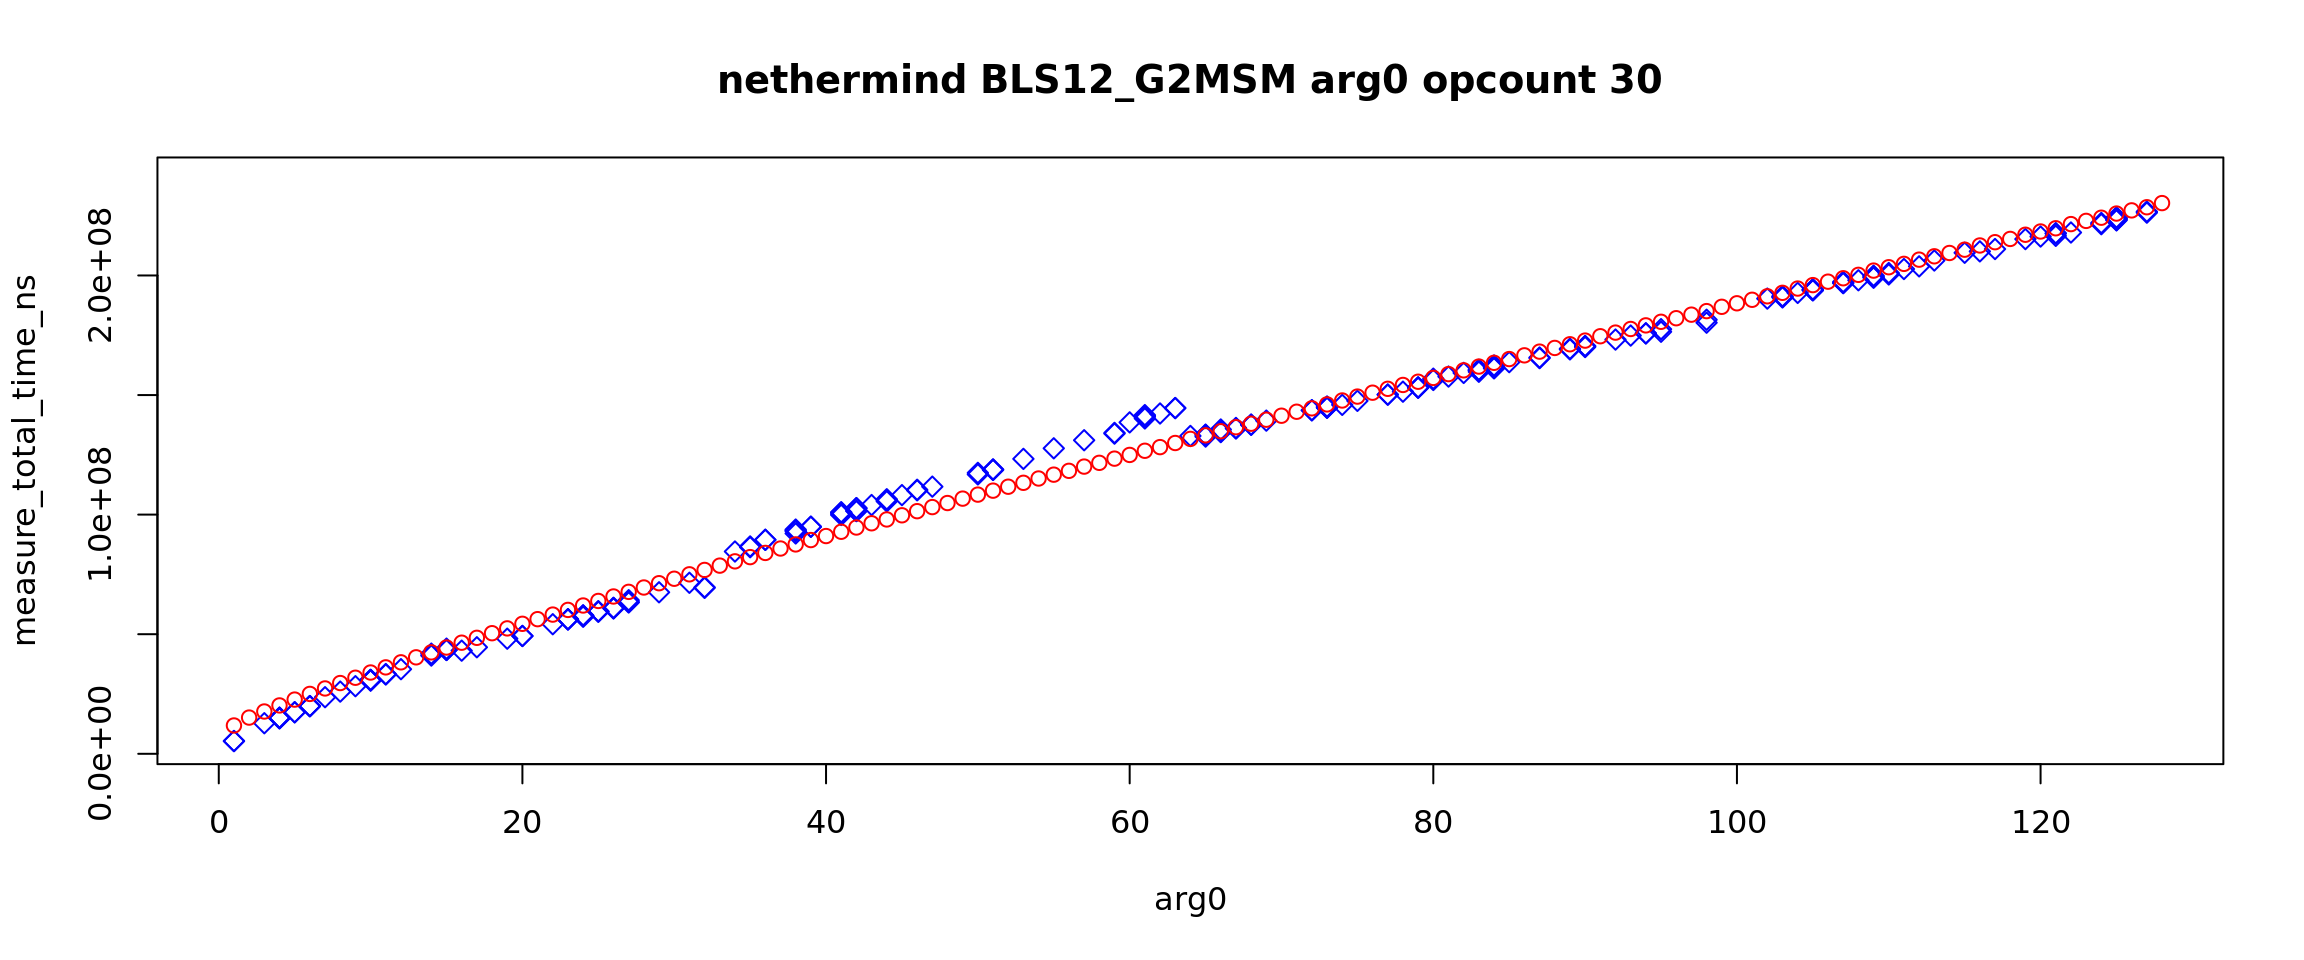 nethermind BLS12_G2MSM arg0 opcount 30
measure_total_time_ns
2.0e+08
1.0e+08
0.0e+00
0 20 40 60 80 100 120
arg0